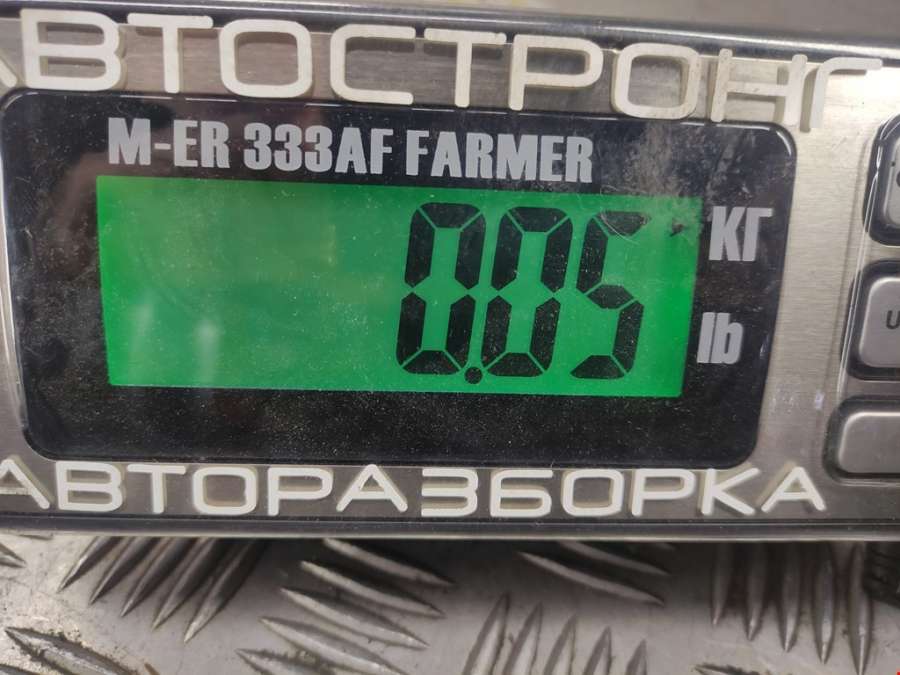 АВТОСТРОНГ
M-ER 333AF FARMER
0.05
КГ
lb
U
АВТОРАЗБОРКА